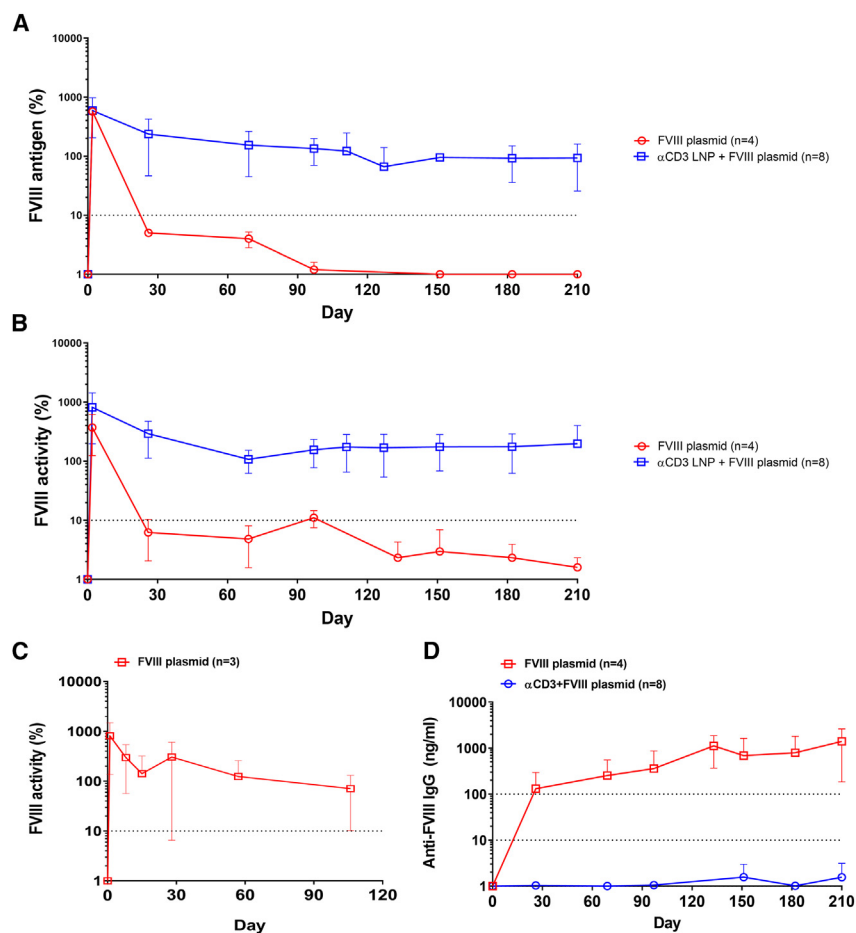 A
FVIII antigen (%)
10000
1000
100
10
1
0 30 60 90 120 150 180 210
Day
FVIII plasmid (n=4)
αCD3 LNP + FVIII plasmid (n=8)
B
FVIII activity (%)
10000
1000
100
10
1
0 30 60 90 120 150 180 210
Day
FVIII plasmid (n=4)
αCD3 LNP + FVIII plasmid (n=8)
C
FVIII plasmid (n=3)
FVIII activity (%)
10000
1000
100
10
1
0 30 60 90 120
Day
D
FVIII plasmid (n=4)
αCD3+FVIII plasmid (n=8)
Anti-FVIII IgG (ng/ml)
10000
1000
100
10
1
0 30 60 90 120 150 180 210
Day